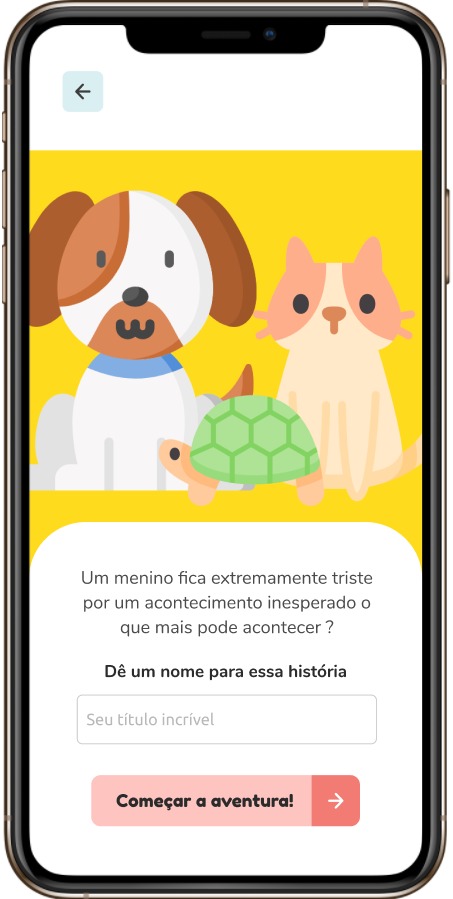 Um menino fica extremamente triste
por um acontecimento inesperado o
que mais pode acontecer ?
Dê um nome para essa história
Seu título incrível
Começar a aventura!